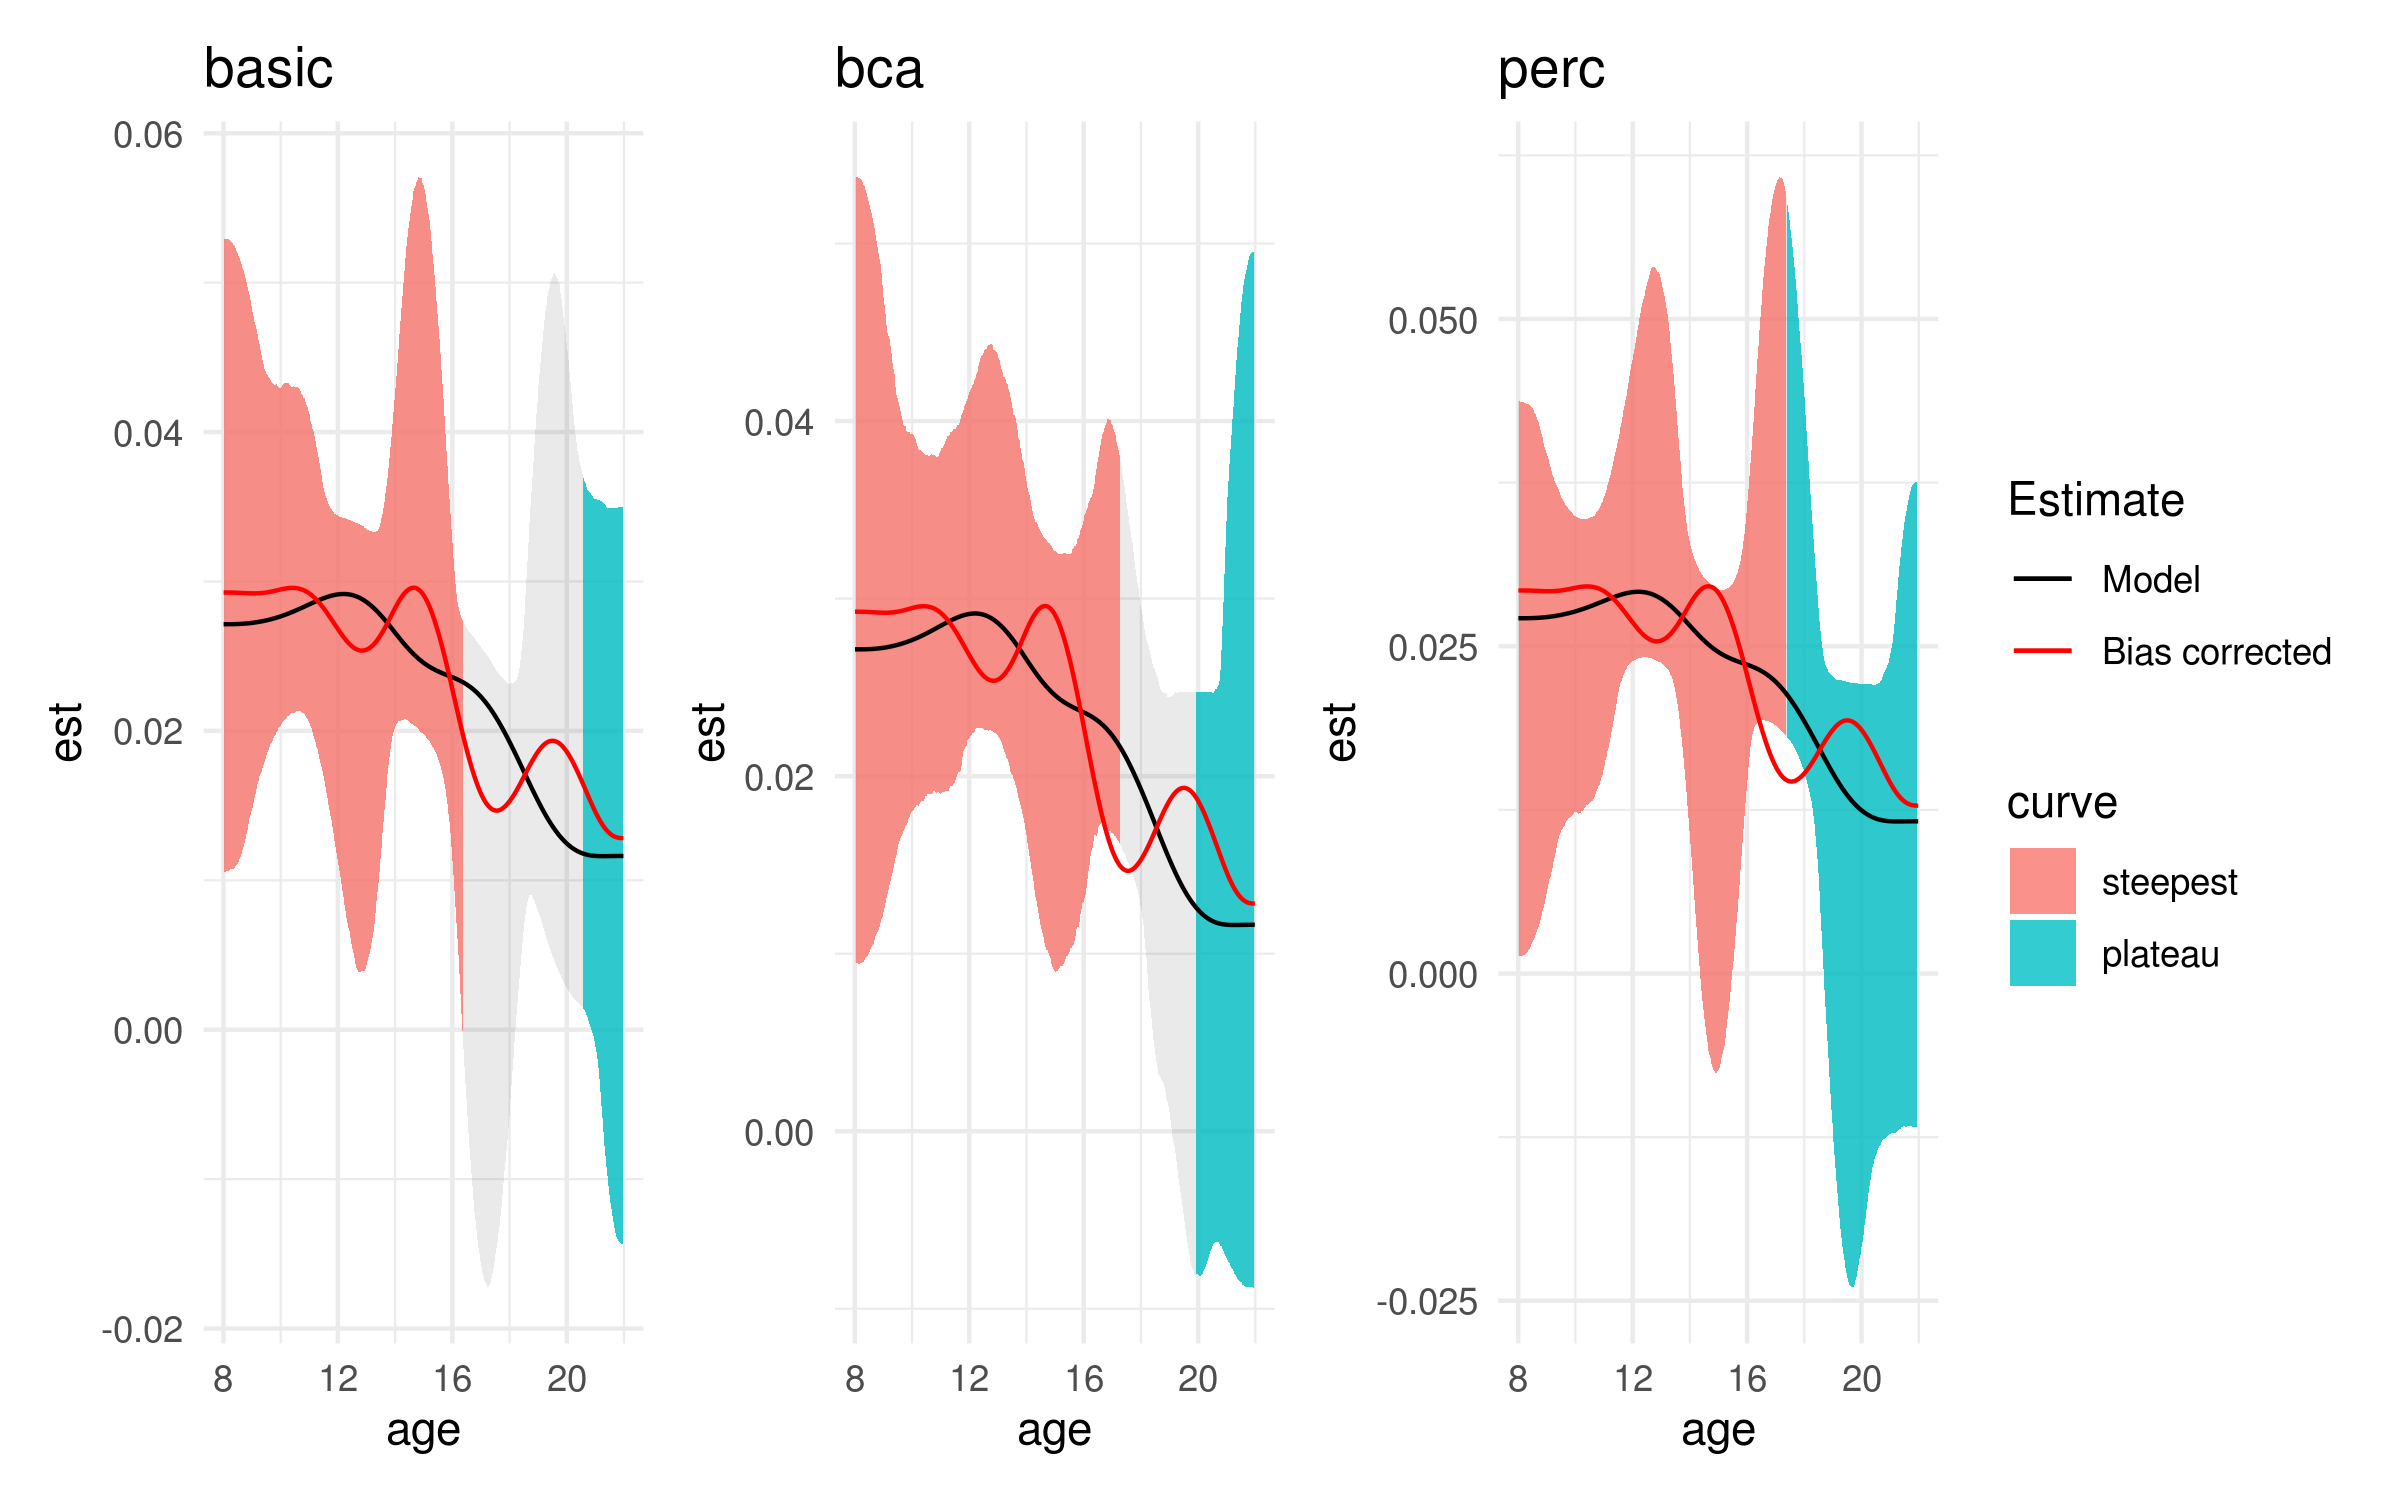 basic
0.06
0.04
0.02
0.00
-0.02
est
8 12 16 20
age
bca
0.04
0.02
0.00
est
8 12 16 20
age
perc
0.050
0.025
0.000
-0.025
est
8 12 16 20
age
Estimate
Model
Bias corrected
curve
steepest
plateau